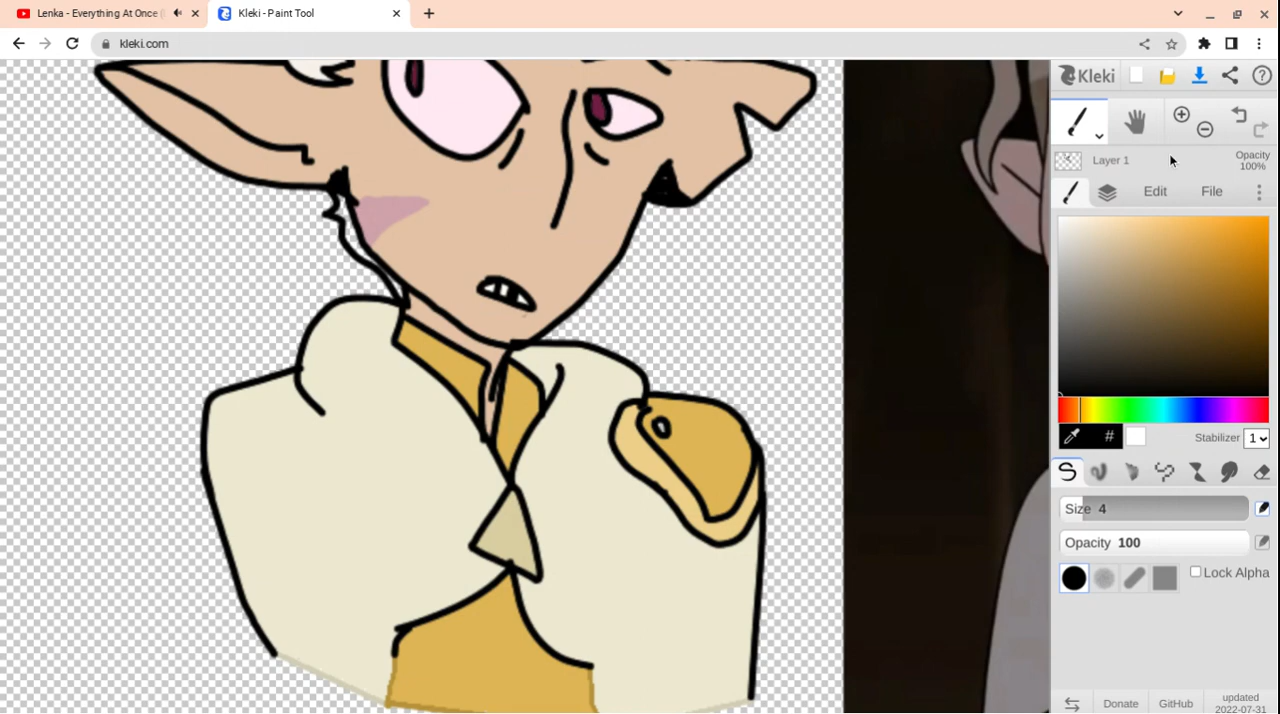 Lenka - Everything At Once (
Kleki - Paint Tool
kleki.com
Kleki
Layer 1
Opacity
100%
Edit
File
#
Stabilizer 1
Size 4
Opacity 100
Lock Alpha
Donate
GitHub
updated
2022-07-31